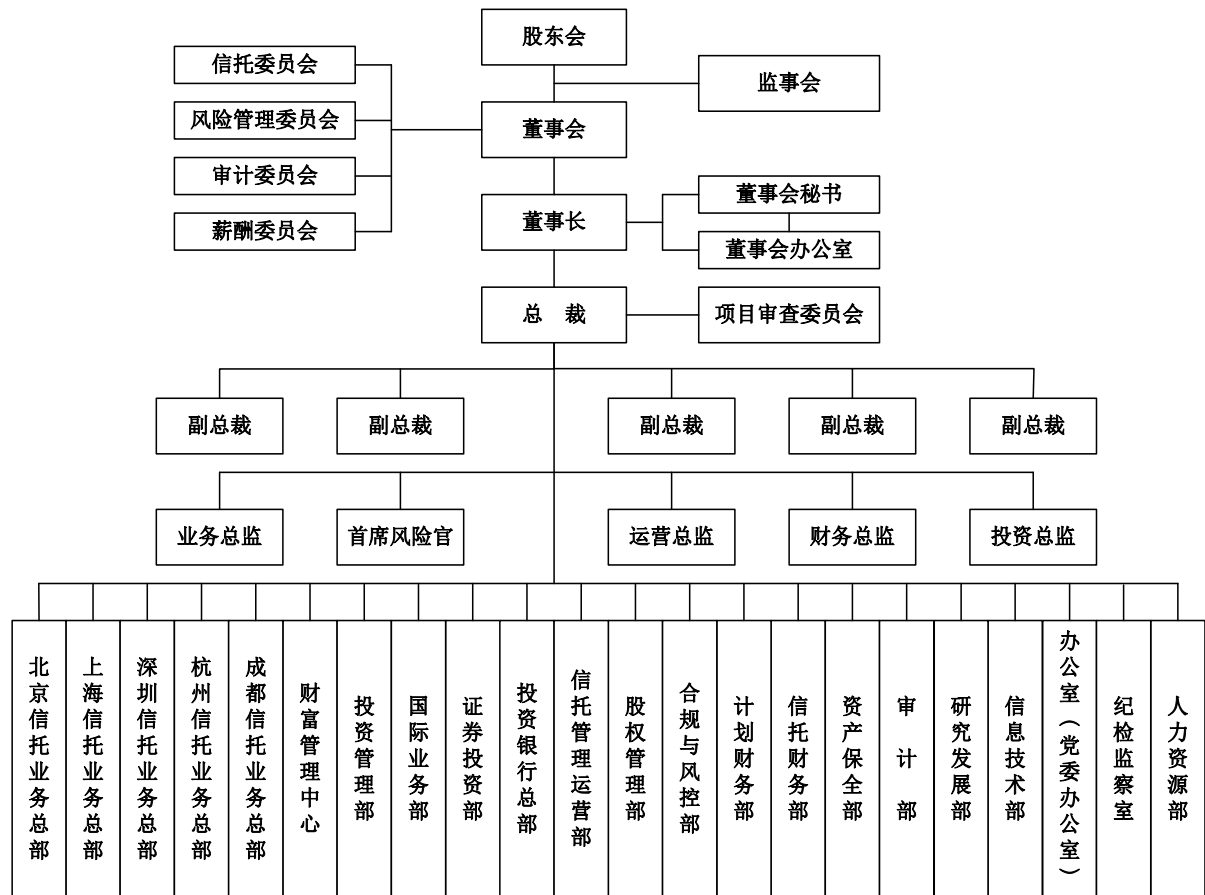 股东会
信托委员会
监事会
风险管理委员会
董事会
审计委员会
董事会秘书
董事长
薪酬委员会
董事会办公室
总 裁
项目审查委员会
副总裁
副总裁
副总裁
副总裁
副总裁
业务总监
首席风险官
运营总监
财务总监
投资总监
北京信托业务总部
上海信托业务总部
深圳信托业务总部
杭州信托业务总部
成都信托业务总部
财富管理中心
投资管理部
国际业务部
证券投资部
投资银行总部
信托管理运营部
股权管理部
合规与风控部
计划财务部
信托财务部
资产保全部
审计 部
研究发展部
信息技术部
办公室（党委办公室）
纪检监察室
人力资源部